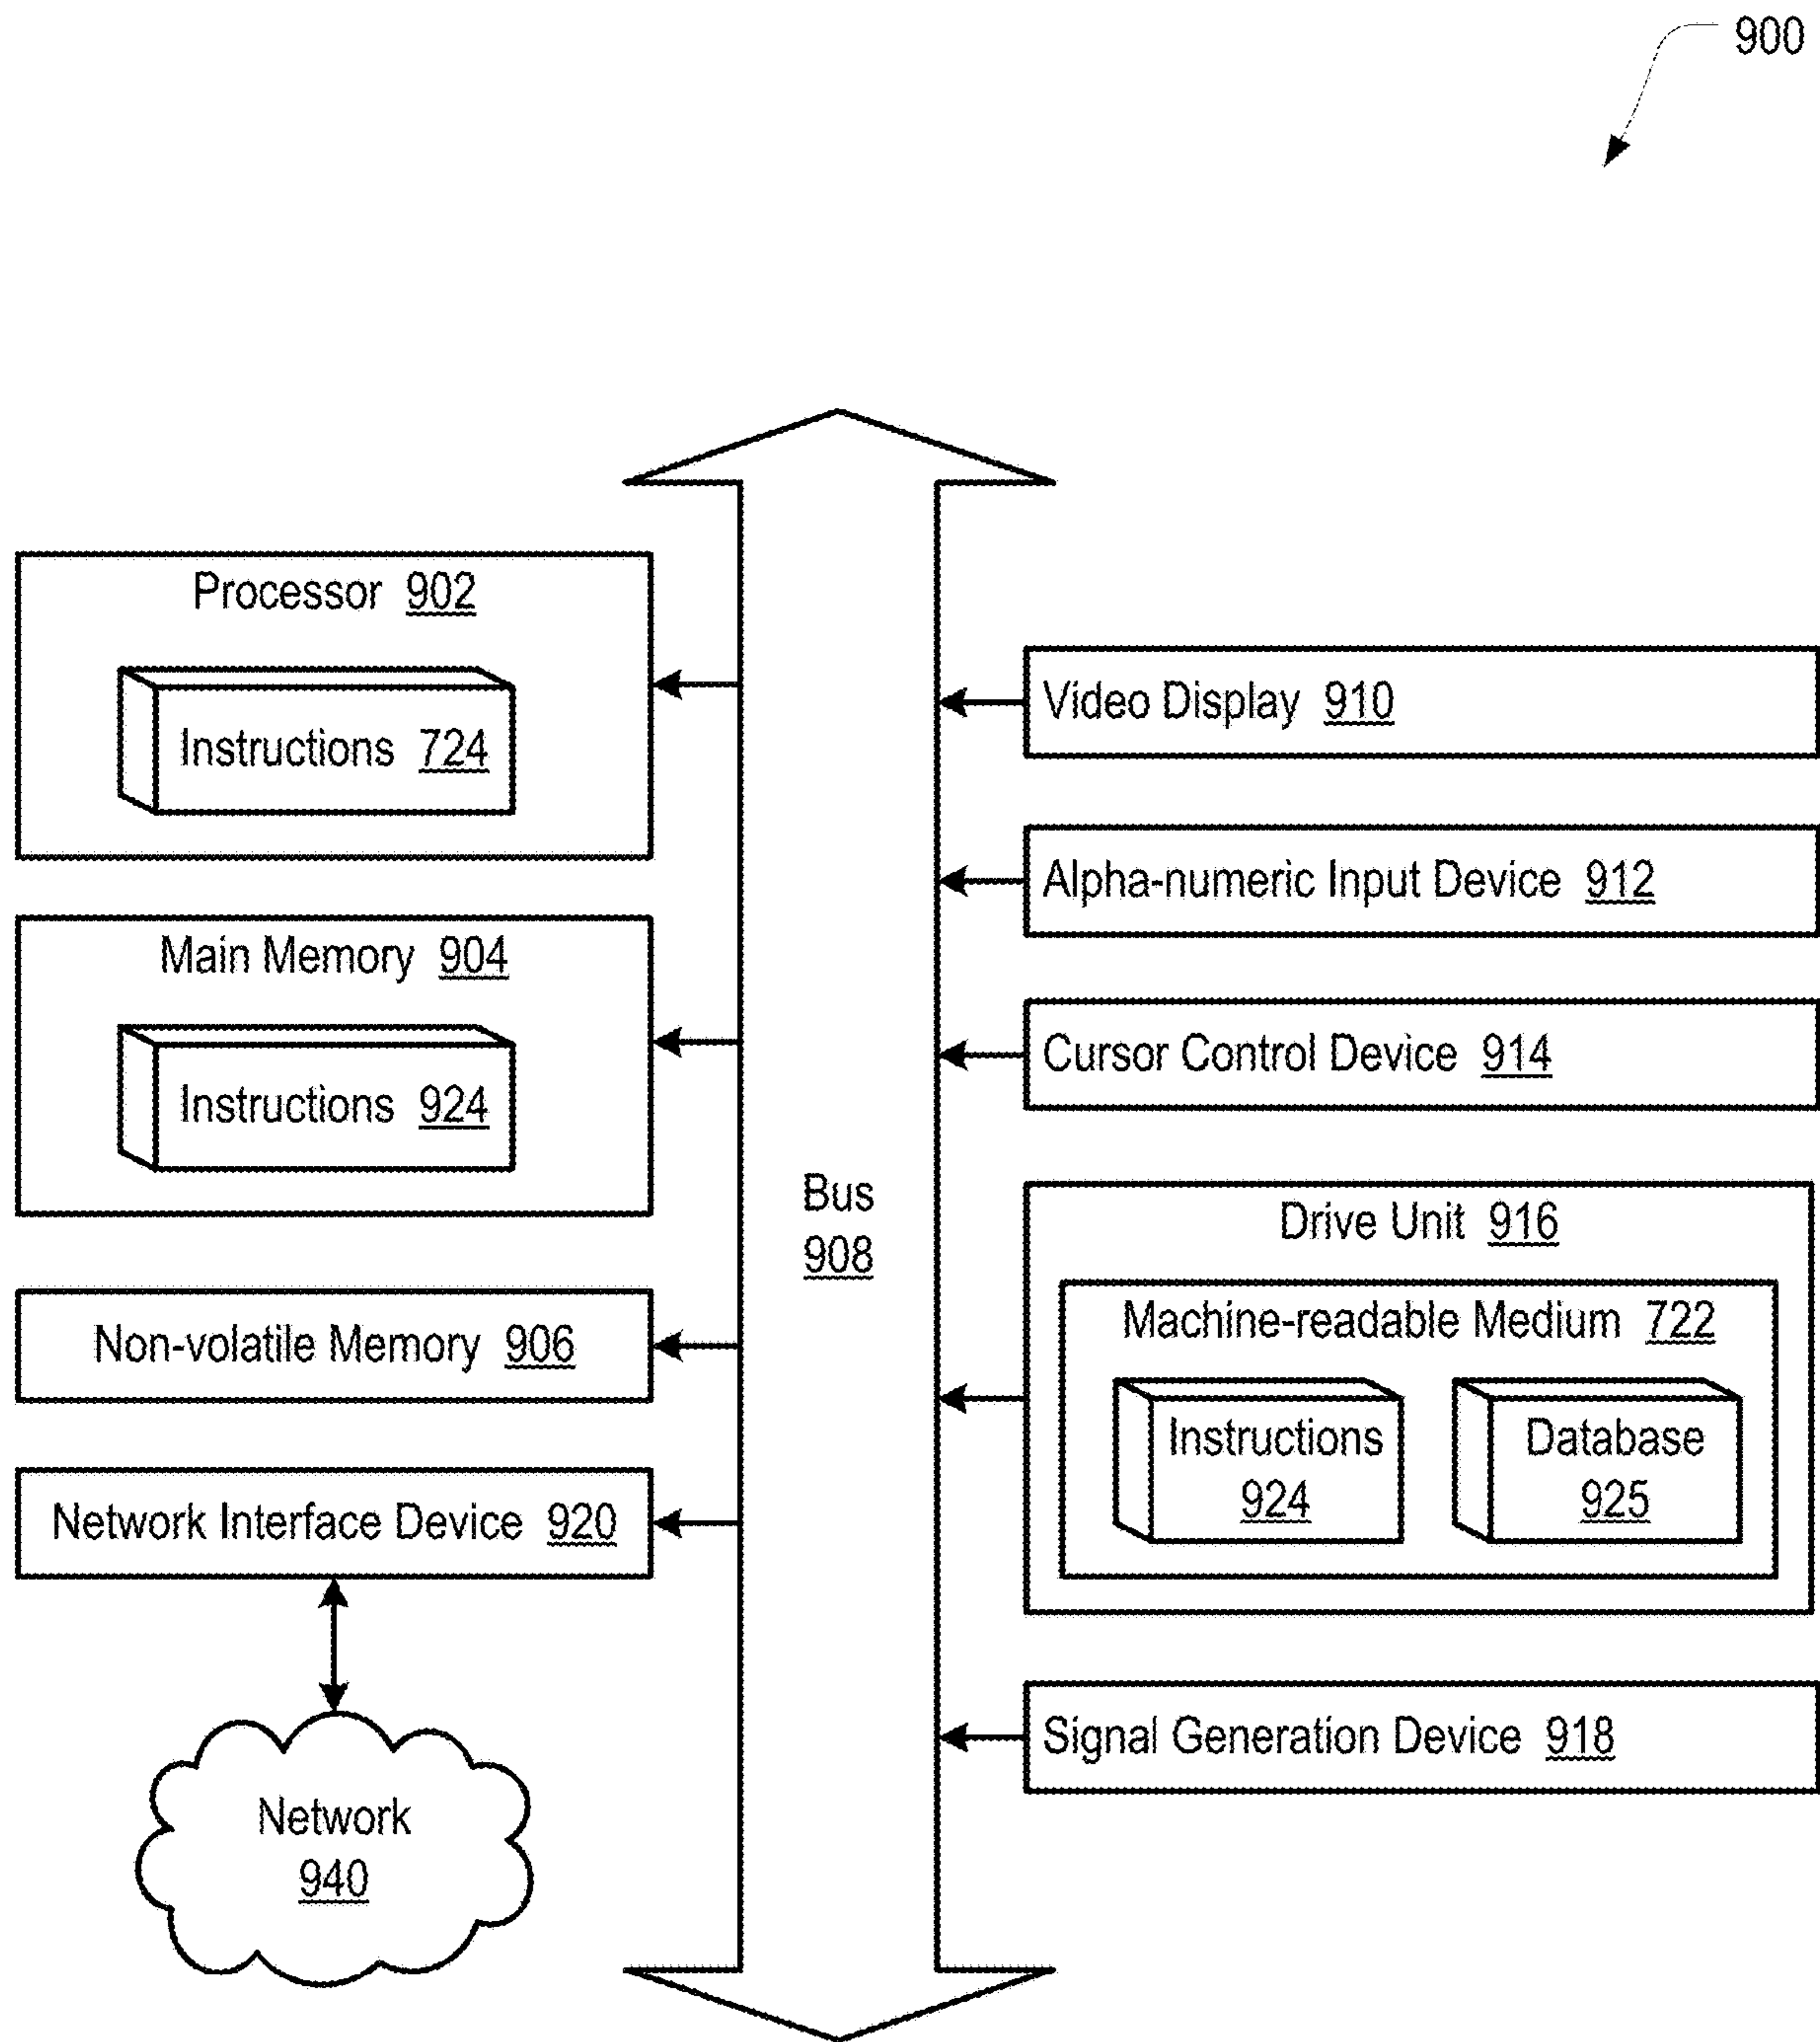 900
Processor 902
Instructions 724
Main Memory 904
Instructions 924
Non-volatile Memory 906
Network Interface Device 920
Network
940
Bus
908
Video Display 910
Alpha-numeric Input Device 912
Cursor Control Device 914
Drive Unit 916
Machine-readable Medium 722
Instructions
924
Database
925
Signal Generation Device 918